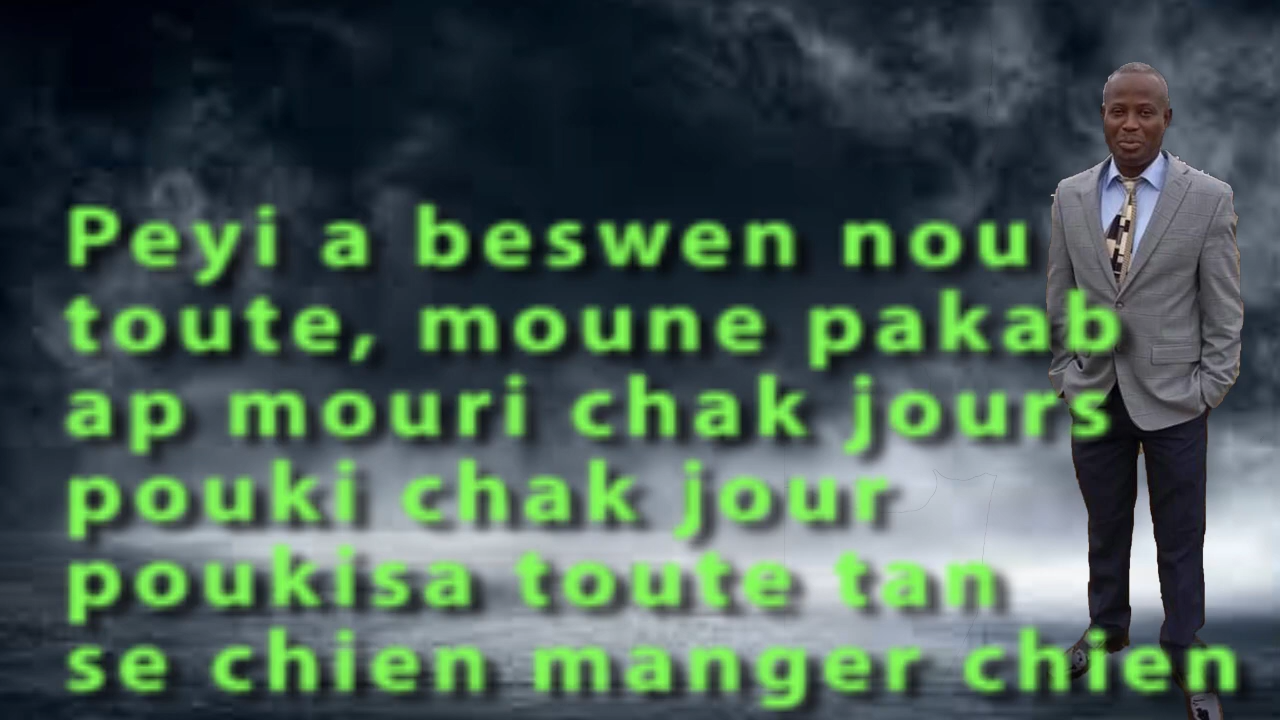 Peyi a beswen nou
toute, moune pakab
ap mouri chak jours
pouki chak jour
poukisa toute tan
se chien manger chien